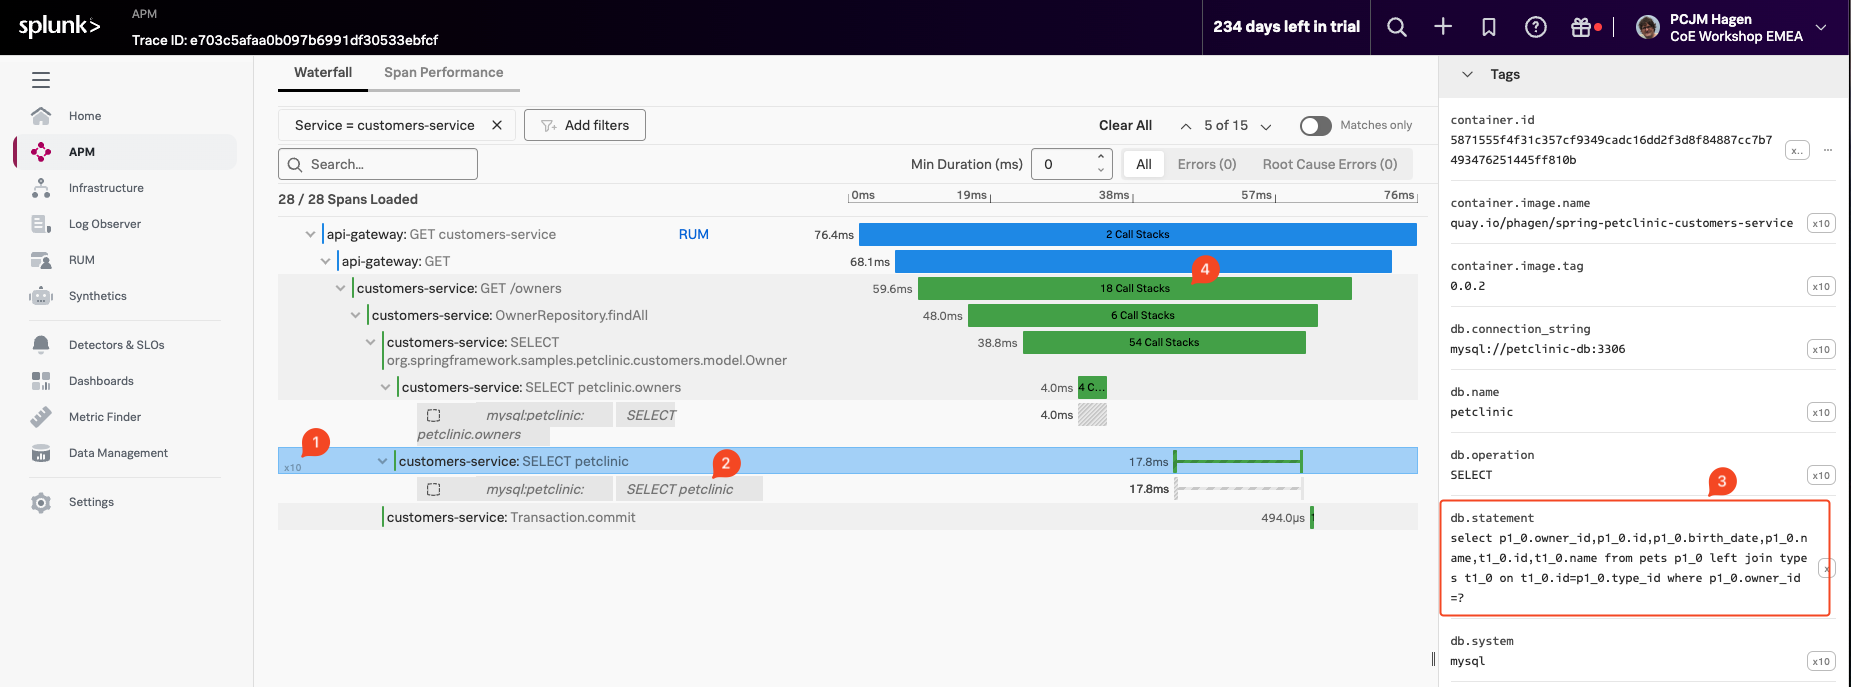 splunk>
APM
Trace ID: e703c5afaa0b097b6991df30533ebfcf
234 days left in trial
PCJM Hagen
CoE Workshop EMEA
Home
APM
Infrastructure
Log Observer
RUM
Synthetics
Detectors & SLOs
Dashboards
Metric Finder
Data Management
Settings
Waterfall
Span Performance
Service = customers-service
Add filters
Clear All
5 of 15
Matches only
Search...
Min Duration (ms)
0
All
Errors (0)
Root Cause Errors (0)
28 / 28 Spans Loaded
0ms
19ms
38ms
57ms
76ms
api-gateway: GET customers-service
RUM
76.4ms
2 Call Stacks
api-gateway: GET
68.1ms
4
customers-service: GET /owners
59.6ms
18 Call Stacks
customers-service: OwnerRepository.findAll
48.0ms
6 Call Stacks
customers-service: SELECT
org.springframework.samples.petclinic.customers.model.Owner
38.8ms
54 Call Stacks
customers-service: SELECT petclinic.owners
4.0ms
4 C...
mysql:petclinic:
SELECT
petclinic.owners
4.0ms
1
x10
customers-service: SELECT petclinic
2
17.8ms
mysql:petclinic:
SELECT petclinic
17.8ms
customers-service: Transaction.commit
494.0µs
1
Tags
container.id
5871555f4f31c357cf9349cadc16dd2f3d8f84887cc7b7
493476251445ff810b
x..
...
container.image.name
quay.io/phagen/spring-petclinic-customers-service
x10
container.image.tag
0.0.2
x10
db.connection_string
mysql://petclinic-db:3306
x10
db.name
petclinic
x10
db.operation
SELECT
x10
3
db.statement
select p1_0.owner_id,p1_0.id,p1_0.birth_date,p1_0.n
ame,t1_0.id,t1_0.name from pets p1_0 left join type
s t1_0 on t1_0.id=p1_0.type_id where p1_0.owner_id
=?
x
db.system
mysql
x10